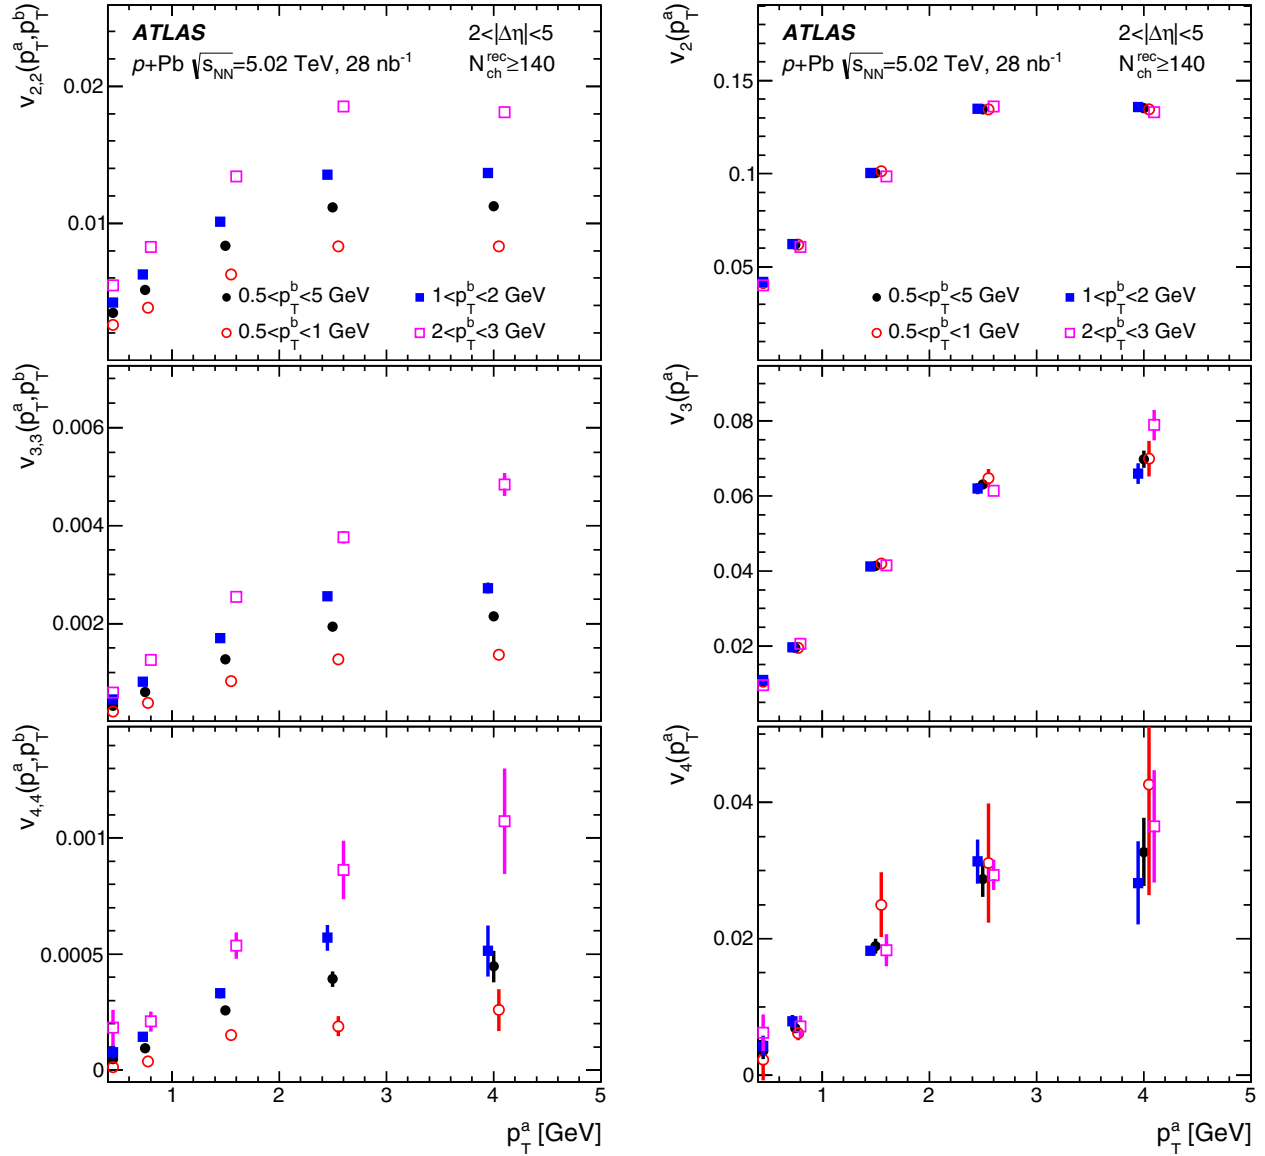 v2,2(pTa,pTb)
ATLAS 2<|Δη|<5
p+Pb √sNN=5.02 TeV, 28 nb-1 Nchrec≥140
0.02
0.01
0.5<pTb<5 GeV 1<pTb<2 GeV
0.5<pTb<1 GeV 2<pTb<3 GeV
v3,3(pTa,pTb)
0.006
0.004
0.002
v4,4(pTa,pTb)
0.001
0.0005
0
1 2 3 4 5
pTa [GeV]
v2(pTa)
ATLAS 2<|Δη|<5
p+Pb √sNN=5.02 TeV, 28 nb-1 Nchrec≥140
0.15
0.1
0.05
0.5<pTb<5 GeV 1<pTb<2 GeV
0.5<pTb<1 GeV 2<pTb<3 GeV
v3(pTa)
0.08
0.06
0.04
0.02
v4(pTa)
0.04
0.02
0
1 2 3 4 5
pTa [GeV]